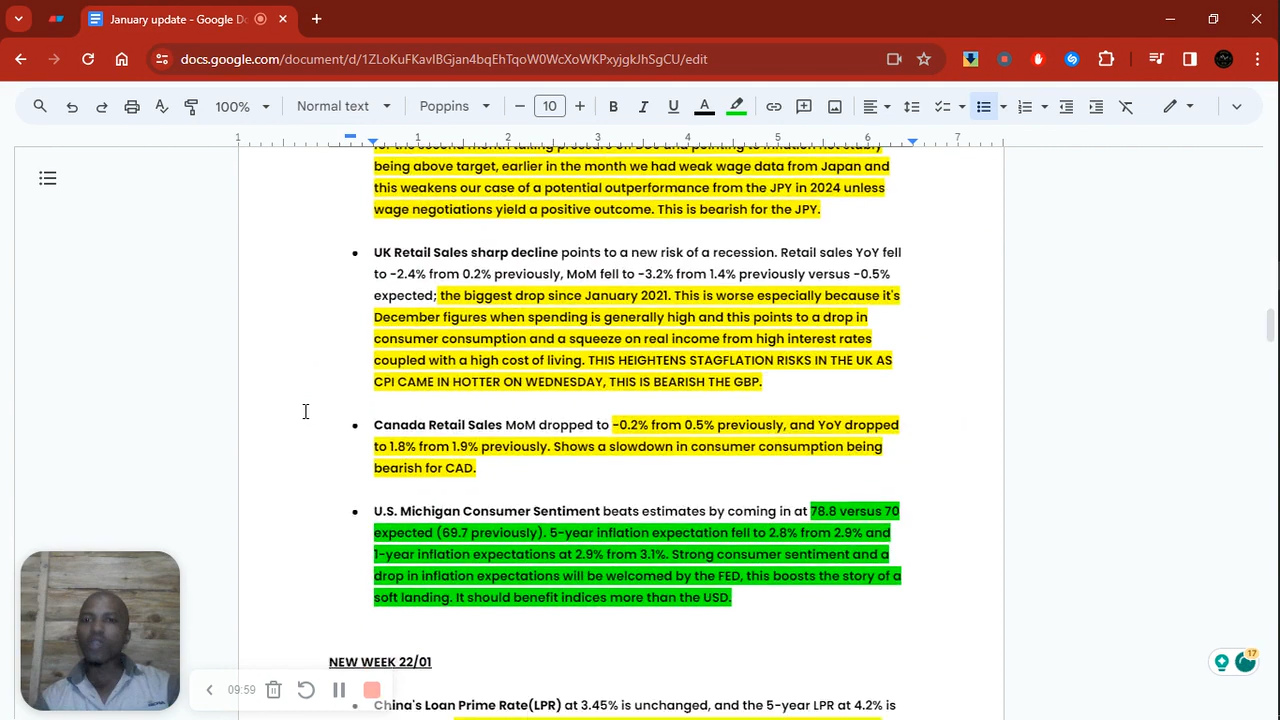 January update - Google Do
docs.google.com/document/d/1ZLoKuFKavIBGjan4bqEhTqoW0WcXoWKPxyjgkJhSgCU/edit
100% Normal text Poppins 10
1 1 2 3 4 5 6 7
being above target, earlier in the month we had weak wage data from Japan and
this weakens our case of a potential outperformance from the JPY in 2024 unless
wage negotiations yield a positive outcome. This is bearish for the JPY.
• UK Retail Sales sharp decline points to a new risk of a recession. Retail sales YoY fell
to -2.4% from 0.2% previously, MoM fell to -3.2% from 1.4% previously versus -0.5%
expected; the biggest drop since January 2021. This is worse especially because it's
December figures when spending is generally high and this points to a drop in
consumer consumption and a squeeze on real income from high interest rates
coupled with a high cost of living. THIS HEIGHTENS STAGFLATION RISKS IN THE UK AS
CPI CAME IN HOTTER ON WEDNESDAY, THIS IS BEARISH THE GBP.
• Canada Retail Sales MoM dropped to -0.2% from 0.5% previously, and YoY dropped
to 1.8% from 1.9% previously. Shows a slowdown in consumer consumption being
bearish for CAD.
• U.S. Michigan Consumer Sentiment beats estimates by coming in at 78.8 versus 70
expected (69.7 previously). 5-year inflation expectation fell to 2.8% from 2.9% and
1-year inflation expectations at 2.9% from 3.1%. Strong consumer sentiment and a
drop in inflation expectations will be welcomed by the FED, this boosts the story of a
soft landing. It should benefit indices more than the USD.
NEW WEEK 22/01
• China's Loan Prime Rate(LPR) at 3.45% is unchanged, and the 5-year LPR at 4.2% is
09:59
17